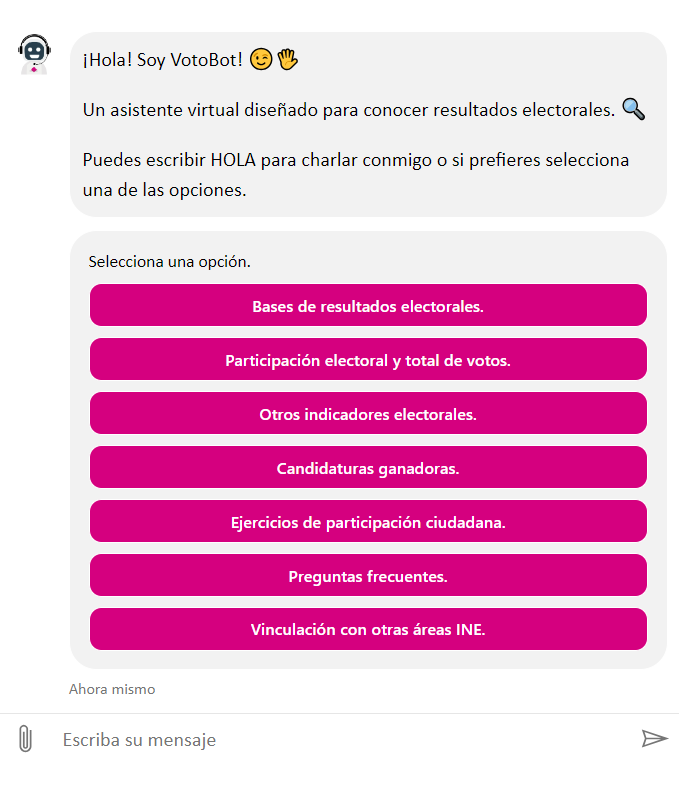 ¡Hola! Soy VotoBot! 😉🖐
Un asistente virtual diseñado para conocer resultados electorales. 🔍
Puedes escribir HOLA para charlar conmigo o si prefieres selecciona
una de las opciones.
Selecciona una opción.
Bases de resultados electorales.
Participación electoral y total de votos.
Otros indicadores electorales.
Candidaturas ganadoras.
Ejercicios de participación ciudadana.
Preguntas frecuentes.
Vinculación con otras áreas INE.
Ahora mismo
Escriba su mensaje